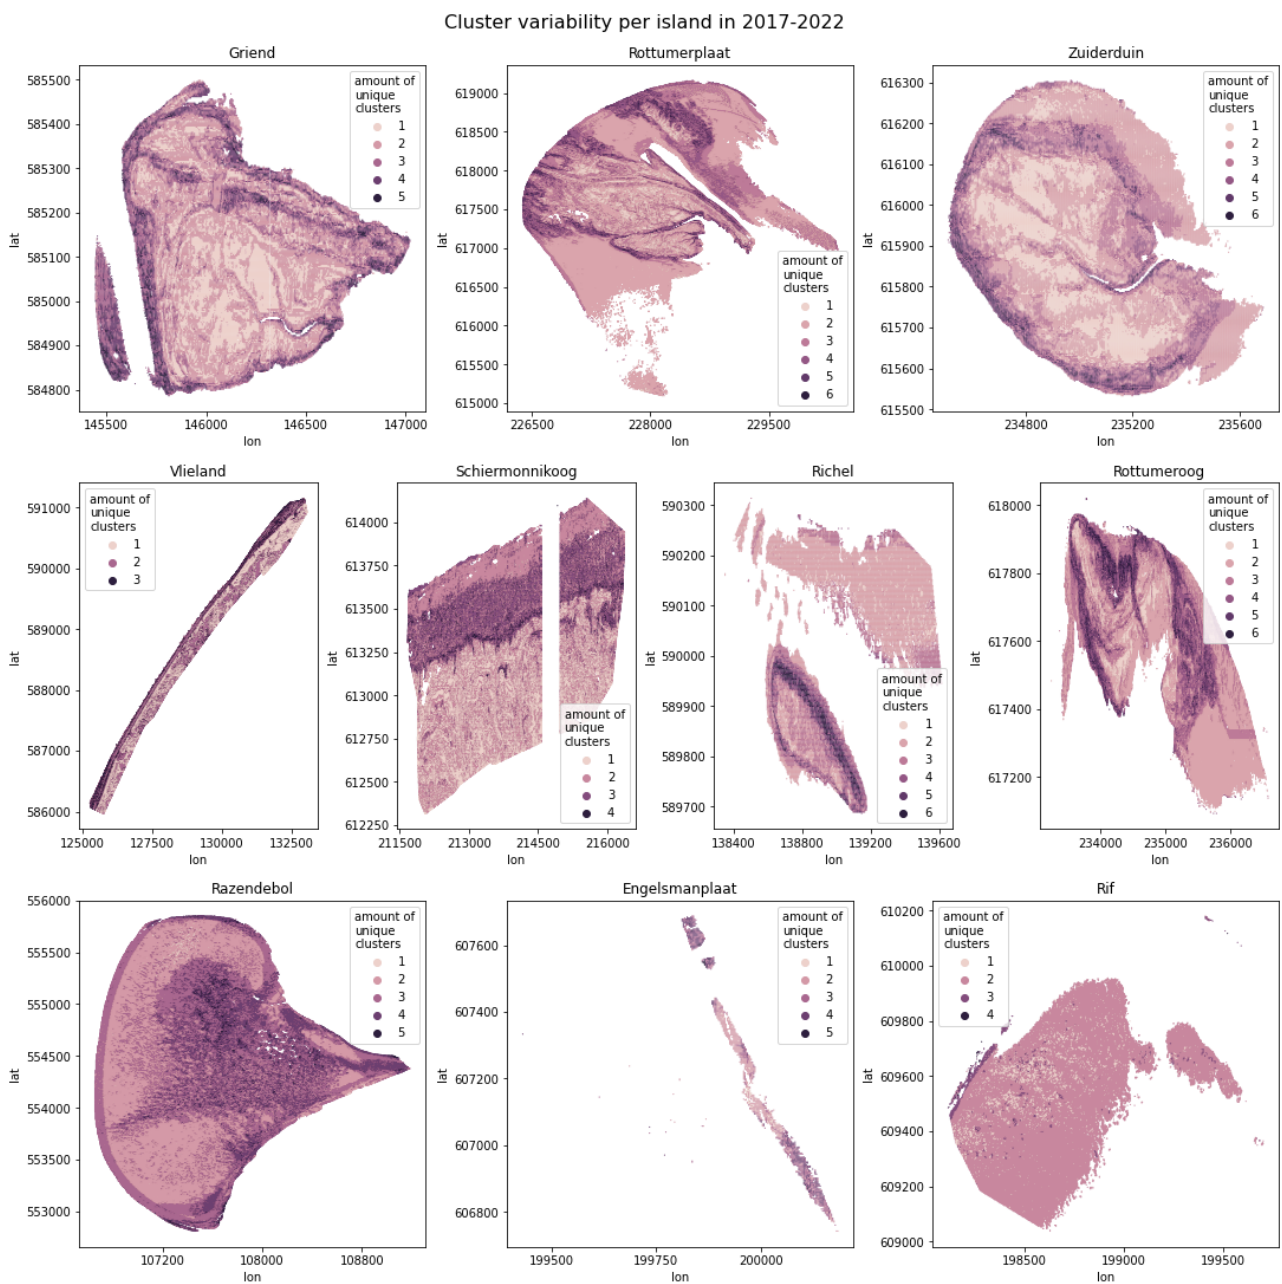 Cluster variability per island in 2017-2022
Griend
585500
585400
585300
585200
585100
585000
584900
584800
lat
145500 146000 146500 147000
lon
amount of
unique
clusters
1
2
3
4
5
Rottumerplaat
619000
618500
618000
617500
617000
616500
616000
615500
615000
lat
226500 228000 229500
lon
amount of
unique
clusters
1
2
3
4
5
6
Zuiderduin
616300
616200
616100
616000
615900
615800
615700
615600
615500
lat
234800 235200 235600
lon
amount of
unique
clusters
1
2
3
4
5
6
Vlieland
591000
590000
589000
588000
587000
586000
lat
125000 127500 130000 132500
lon
amount of
unique
clusters
1
2
3
Schiermonnikoog
614000
613750
613500
613250
613000
612750
612500
612250
lat
211500 213000 214500 216000
lon
amount of
unique
clusters
1
2
3
4
Richel
590300
590200
590100
590000
589900
589800
589700
lat
138400 138800 139200 139600
lon
amount of
unique
clusters
1
2
3
4
5
6
Rottumeroog
618000
617800
617600
617400
617200
lat
234000 235000 236000
lon
amount of
unique
clusters
1
2
3
4
5
6
Razendebol
556000
555500
555000
554500
554000
553500
553000
lat
107200 108000 108800
lon
amount of
unique
clusters
1
2
3
4
5
Engelsmanplaat
607600
607400
607200
607000
606800
lat
199500 199750 200000
lon
amount of
unique
clusters
1
2
3
4
5
Rif
610200
610000
609800
609600
609400
609200
609000
lat
198500 199000 199500
lon
amount of
unique
clusters
1
2
3
4